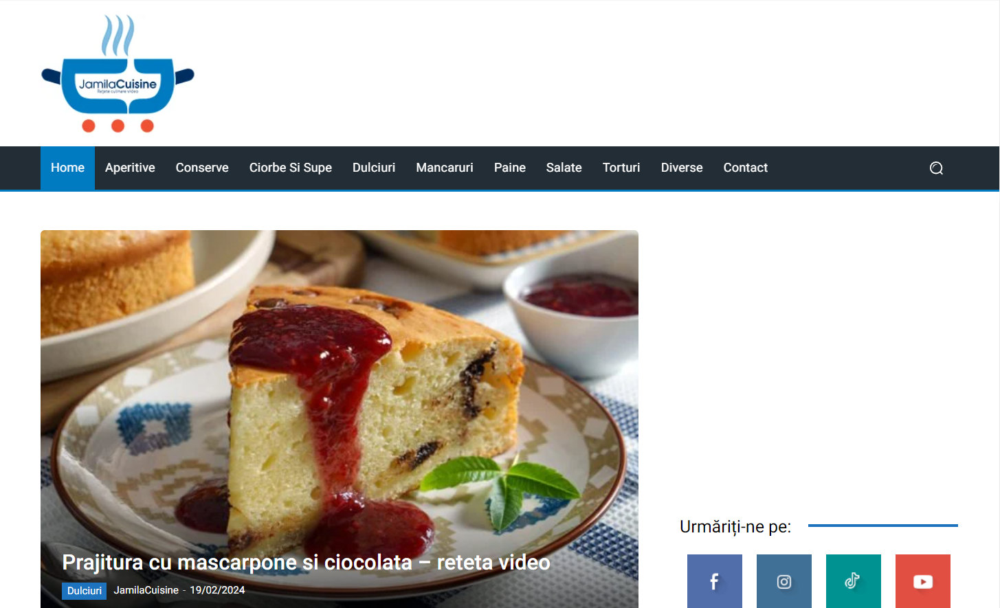 JamilaCuisine
Rețete culinare video
Home Aperitive Conserve Ciorbe Si Supe Dulciuri Mancaruri Paine Salate Torturi Diverse Contact
Prajitura cu mascarpone si ciocolata – reteta video
Dulciuri JamilaCuisine - 19/02/2024
Urmăriți-ne pe: